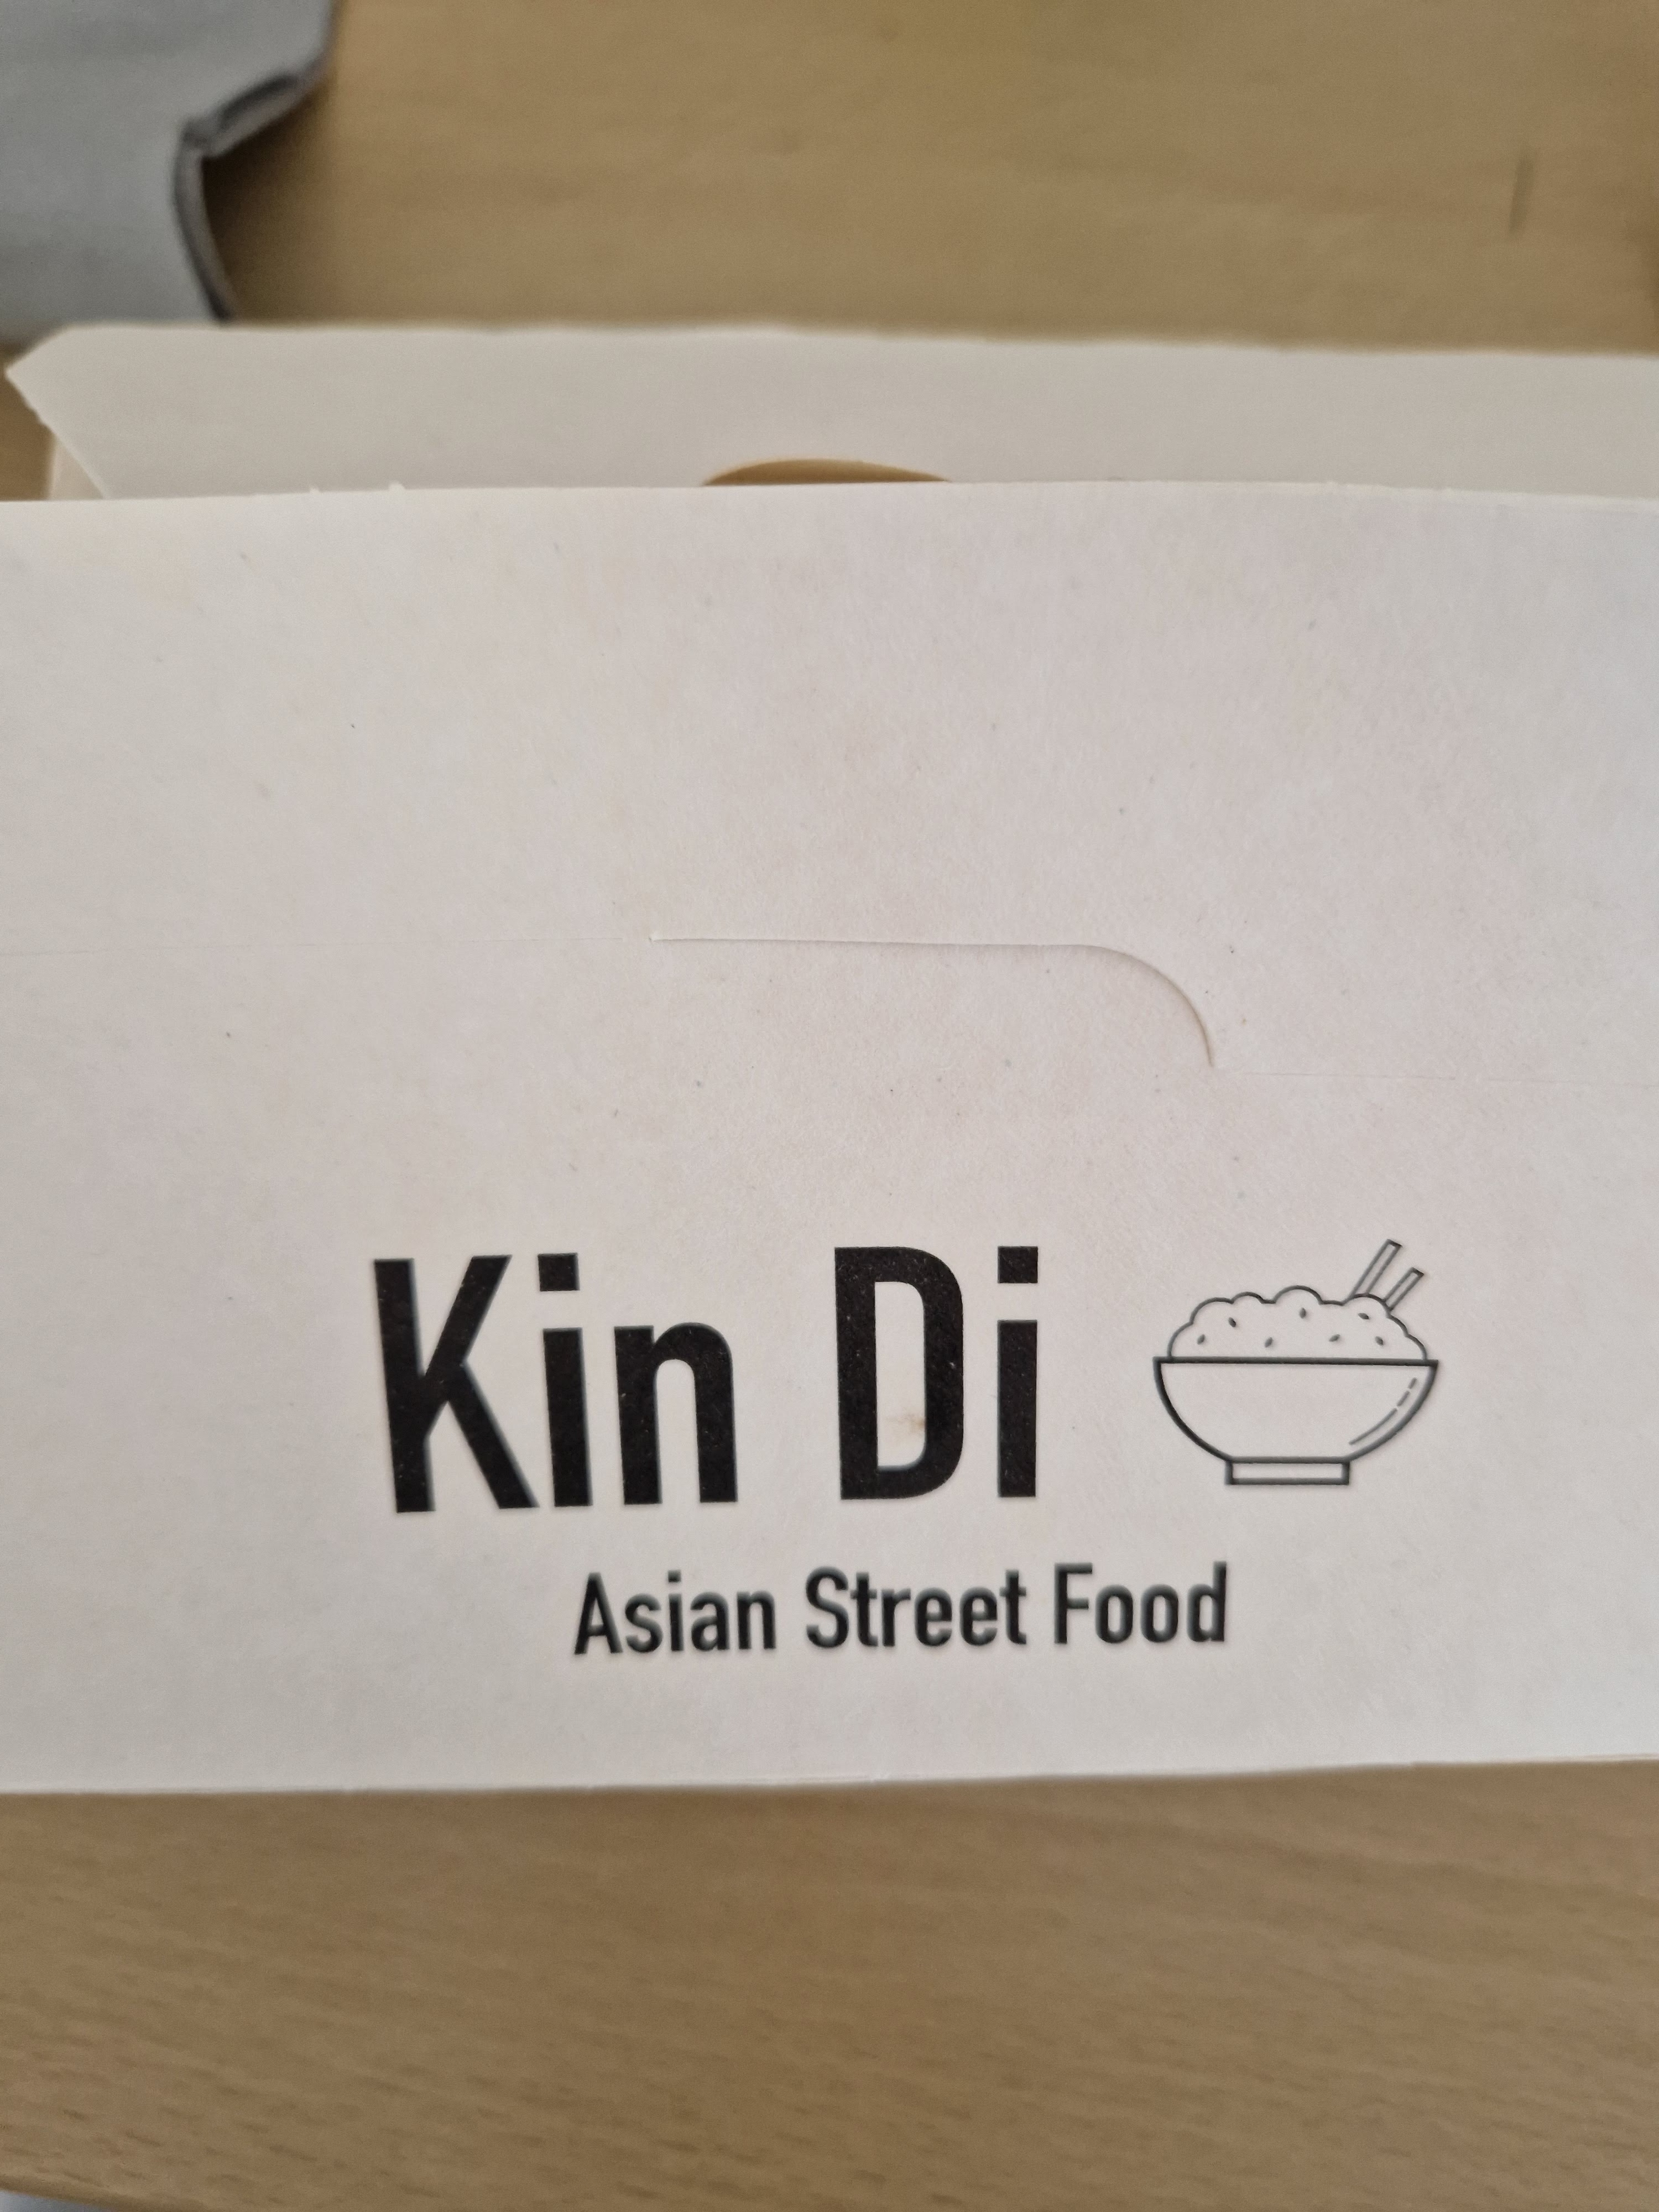 Kin Di
Asian Street Food